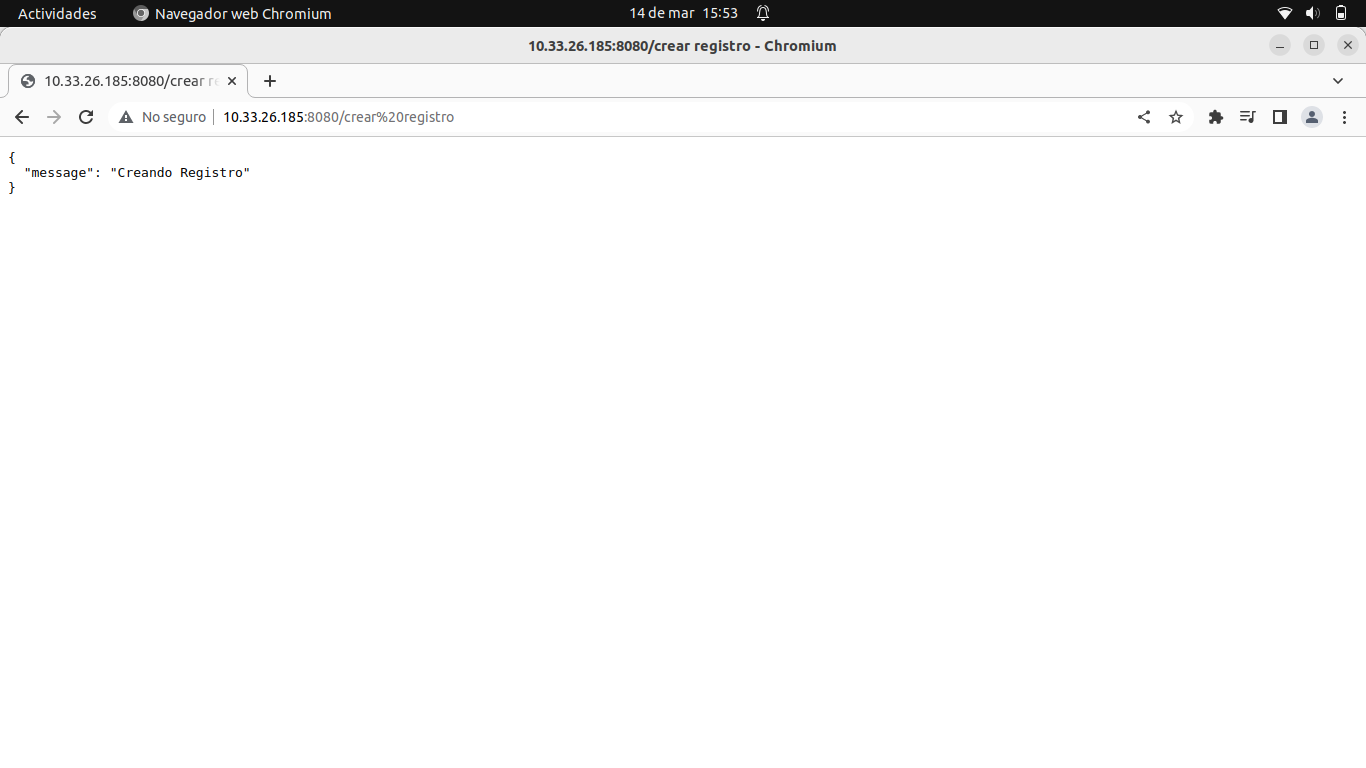 Actividades Navegador web Chromium 14 de mar 15:53
10.33.26.185:8080/crear registro - Chromium
10.33.26.185:8080/crear re
No seguro 10.33.26.185:8080/crear%20registro
{
"message": "Creando Registro"
}